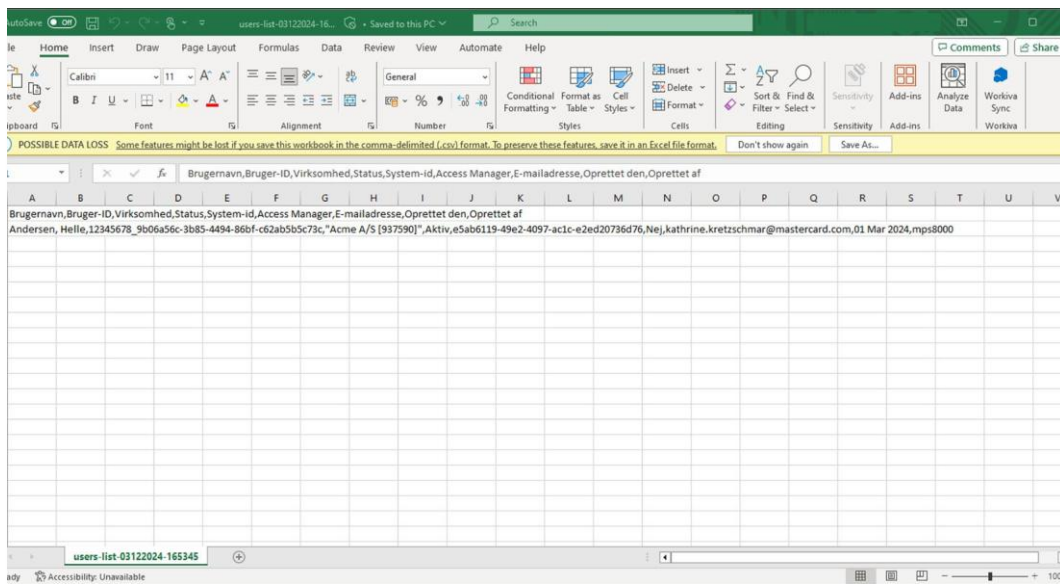 AutoSave Off users-list-03122024-16... • Saved to this PC Search
Home Insert Draw Page Layout Formulas Data Review View Automate Help Comments Share
Calibri 11 General Conditional Formatting Format as Table Cell Styles Insert Delete Format Sort & Filter Find & Select Sensitivity Add-ins Analyze Data Workiva Sync
Font Alignment Number Styles Cells Editing Sensitivity Add-ins Workiva
POSSIBLE DATA LOSS Some features might be lost if you save this workbook in the comma-delimited (.csv) format. To preserve these features, save it in an Excel file format. Don't show again Save As...
fx Brugernavn,Bruger-ID,Virksomhed,Status,System-id,Access Manager,E-mailadresse,Oprettet den,Oprettet af
A B C D E F G H I J K L M N O P Q R S T U V
Brugernavn,Bruger-ID,Virksomhed,Status,System-id,Access Manager,E-mailadresse,Oprettet den,Oprettet af
Andersen, Helle,12345678_9b06a56c-3b85-4494-86bf-c62ab5b5c73c,"Acme A/S [937590]",Aktiv,e5ab6119-49e2-4097-ac1c-e2ed20736d76,Nej,kathrine.kretzschmar@mastercard.com,01 Mar 2024,mps8000
users-list-03122024-165345
Accessibility: Unavailable